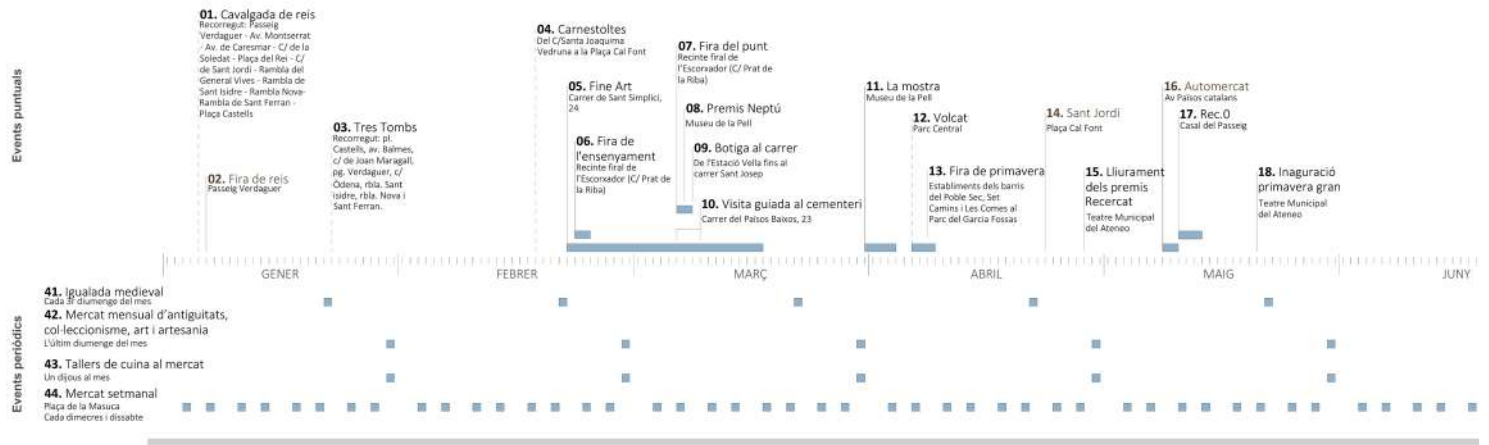 Events puntuals
01. Cavalgada de reis
Recorregut: Passeig
Verdaguer - Av. Montserrat
- Av. de Caresmar - C/ de la
Soledat - Plaça del Rei - C/
de Sant Jordi - Rambla del
General Vives - Rambla de
Sant Isidre - Rambla Nova-
Rambla de Sant Ferran -
Plaça Castells
02. Fira de reis
Passeig Verdaguer
03. Tres Tombs
Recorregut: pl.
Castells, av. Balmes,
c/ de Joan Maragall,
pg. Verdaguer, c/
Òdena, rbla. Sant
isidre, rbla. Nova i
Sant Ferran.
04. Carnestoltes
Del C/Santa Joaquima
Vedruna a la Plaça Cal Font
05. Fine Art
Carrer de Sant Simplici,
24
06. Fira de
l'ensenyament
Recinte firal de
l'Escorxador (C/ Prat de
la Riba)
07. Fira del punt
Recinte firal de
l'Escorxador (C/ Prat de
la Riba)
08. Premis Neptú
Museu de la Pell
09. Botiga al carrer
De l'Estació Vella fins al
carrer Sant Josep
10. Visita guiada al cementeri
Carrer del Països Baixos, 23
11. La mostra
Museu de la Pell
12. Volcat
Parc Central
13. Fira de primavera
Establiments dels barris
del Poble Sec, Set
Camins i Les Comes al
Parc del Garcia Fossas
14. Sant Jordi
Plaça Cal Font
15. Lliurament
dels premis
Recercat
Teatre Municipal
del Ateneo
16. Automercat
Av Països catalans
17. Rec.0
Casal del Passeig
18. Inaguració
primavera gran
Teatre Municipal
del Ateneo
GENER
FEBRER
MARÇ
ABRIL
MAIG
JUNY
Events periòdics
41. Igualada medieval
Cada 3r diumenge del mes
42. Mercat mensual d'antiguitats,
col·leccionisme, art i artesania
L'últim diumenge del mes
43. Tallers de cuina al mercat
Un dijous al mes
44. Mercat setmanal
Plaça de la Masuca
Cada dimecres i dissabte